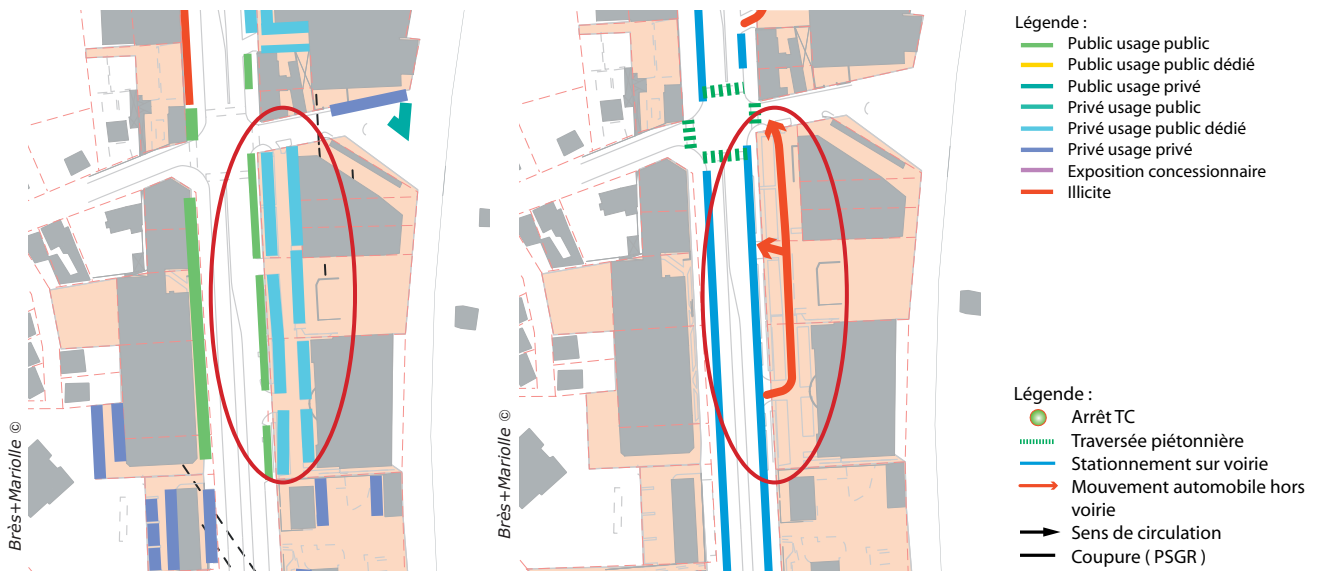 Brès+Mariolle ©
Brès+Mariolle ©
Légende :
Public usage public
Public usage public dédié
Public usage privé
Privé usage public
Privé usage public dédié
Privé usage privé
Exposition concessionnaire
Illicite
Légende :
Arrêt TC
Traversée piétonnière
Stationnement sur voirie
Mouvement automobile hors
voirie
Sens de circulation
Coupure ( PSGR )